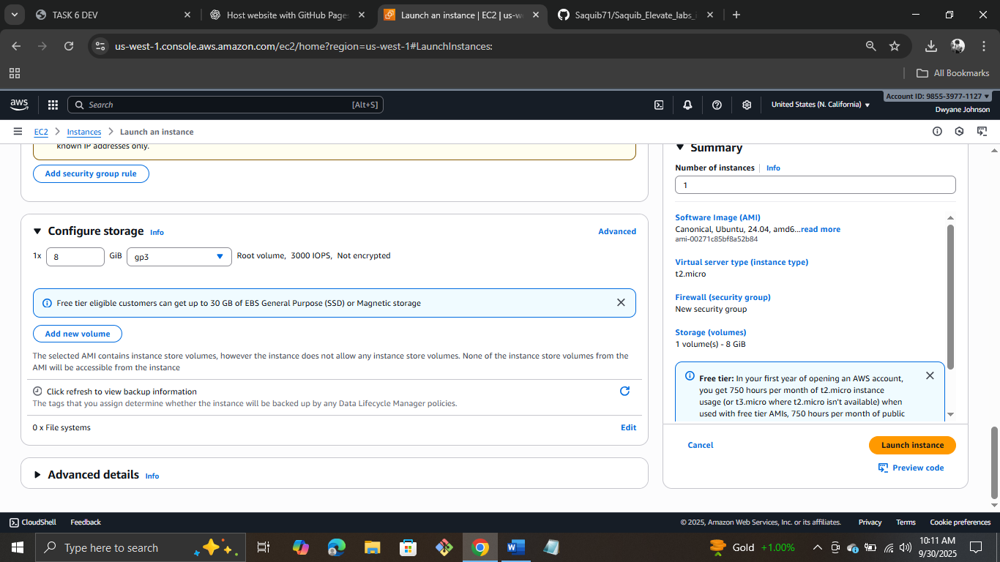 TASK 6 DEV
Host website with GitHub Pages
Launch an instance | EC2 | us-w
Saquib71/Saquib_Elevate_labs_i
us-west-1.console.aws.amazon.com/ec2/home?region=us-west-1#LaunchInstances:
All Bookmarks
aws
Search
[Alt+S]
United States (N. California)
Account ID: 9855-3977-1127
Dwyane Johnson
EC2
Instances
Launch an instance
known IP addresses only.
Add security group rule
Configure storage
Info
Advanced
1x
8
GiB
gp3
Root volume, 3000 IOPS, Not encrypted
Free tier eligible customers can get up to 30 GB of EBS General Purpose (SSD) or Magnetic storage
Add new volume
The selected AMI contains instance store volumes, however the instance does not allow any instance store volumes. None of the instance store volumes from the
AMI will be accessible from the instance
Click refresh to view backup information
The tags that you assign determine whether the instance will be backed up by any Data Lifecycle Manager policies.
0 x File systems
Edit
Advanced details
Info
Summary
Number of instances
Info
1
Software Image (AMI)
Canonical, Ubuntu, 24.04, amd6...read more
ami-00271c85bf8a52b84
Virtual server type (instance type)
t2.micro
Firewall (security group)
New security group
Storage (volumes)
1 volume(s) - 8 GiB
Free tier: In your first year of opening an AWS account,
you get 750 hours per month of t2.micro instance
usage (or t3.micro where t2.micro isn't available) when
used with free tier AMIs, 750 hours per month of public
Cancel
Launch instance
Preview code
CloudShell
Feedback
© 2025, Amazon Web Services, Inc. or its affiliates.
Privacy
Terms
Cookie preferences
Type here to search
Gold +1.00%
10:11 AM
9/30/2025